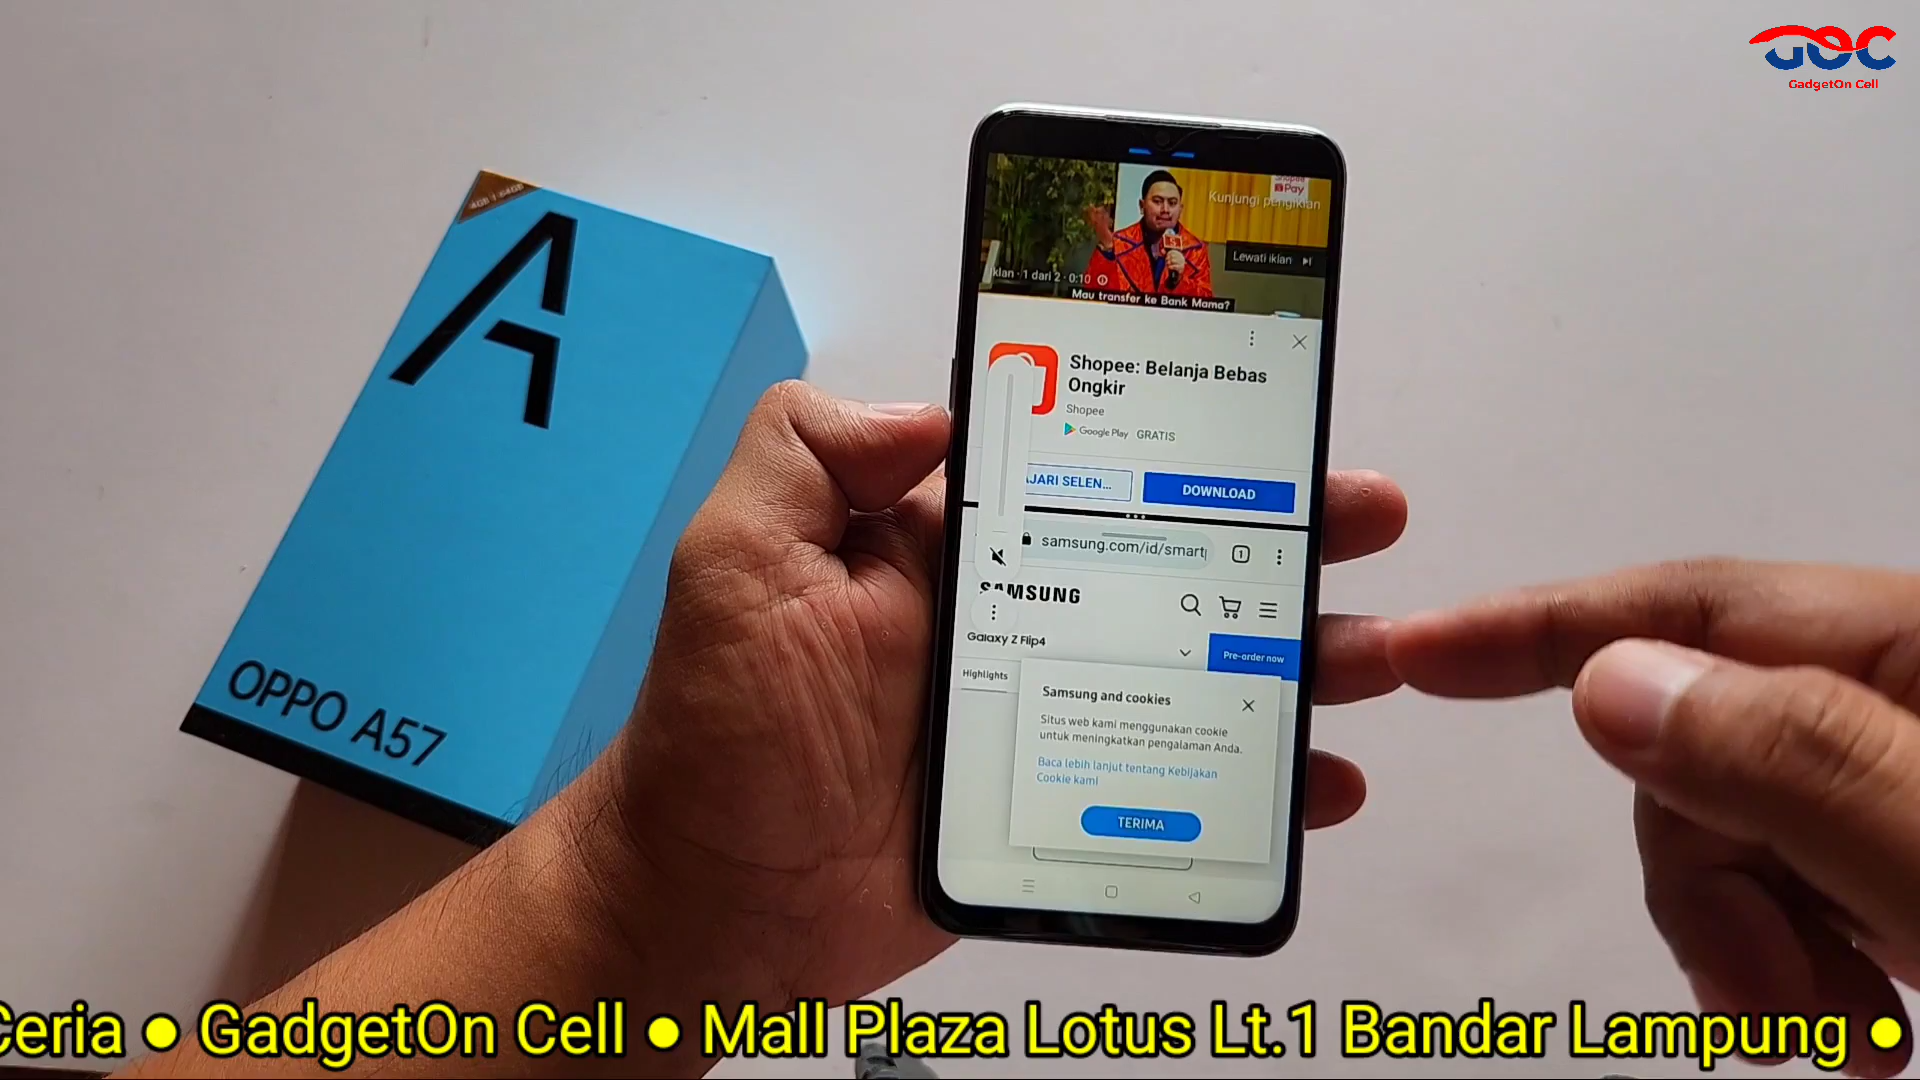 GOC
GadgetOn Cell
4GB | 64GB
A
OPPO A57
Pay
Kunjungi pengiklan
Lewati iklan
Iklan · 1 dari 2 · 0:10
Mau transfer ke Bank Mama?
Shopee: Belanja Bebas
Ongkir
Shopee
Google Play GRATIS
JARI SELEN...
DOWNLOAD
samsung.com/id/smart
1
SAMSUNG
Galaxy Z Flip4
Pre-order now
Highlights
Samsung and cookies
Situs web kami menggunakan cookie
untuk meningkatkan pengalaman Anda.
Baca lebih lanjut tentang Kebijakan
Cookie kami
TERIMA
Ceria ● GadgetOn Cell ● Mall Plaza Lotus Lt.1 Bandar Lampung ●